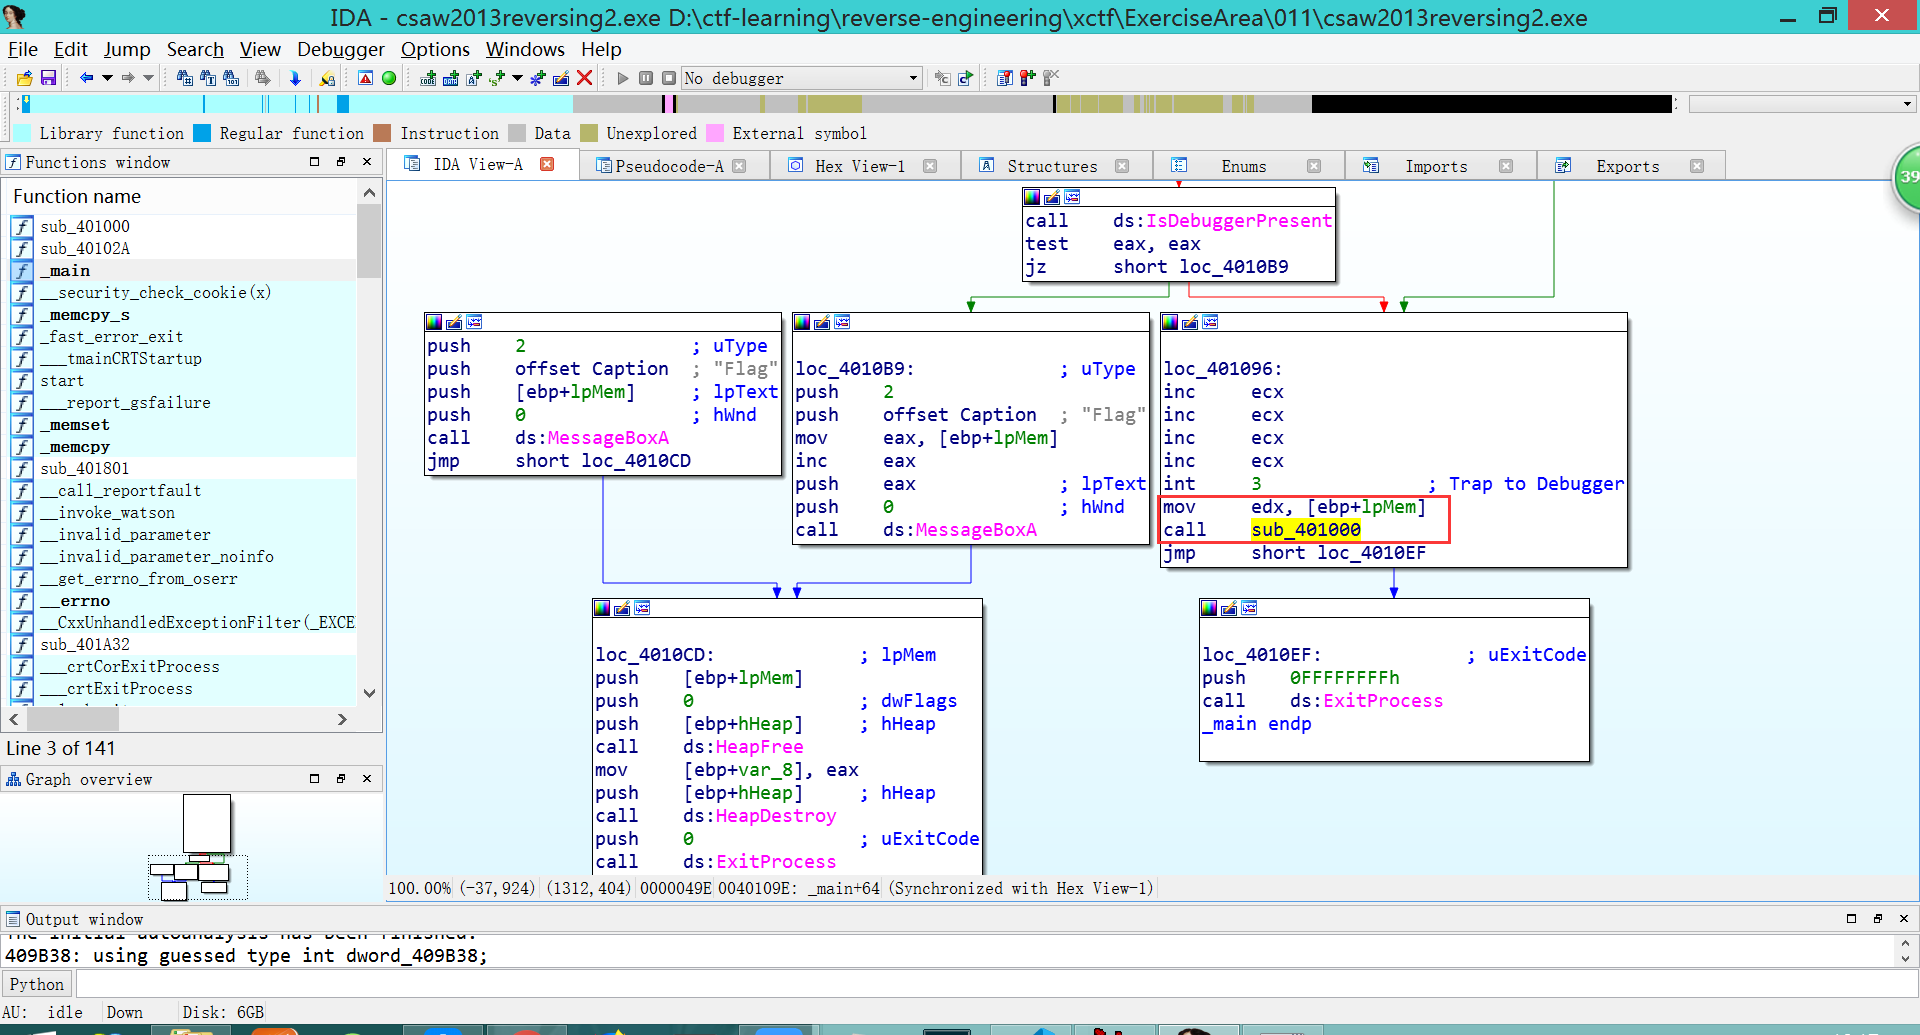 IDA - csaw2013reversing2.exe D:\ctf-learning\reverse-engineering\xctf\ExerciseArea\011\csaw2013reversing2.exe
File Edit Jump Search View Debugger Options Windows Help
No debugger
Library function Regular function Instruction Data Unexplored External symbol
Functions window
IDA View-A Pseudocode-A Hex View-1 Structures Enums Imports Exports
39
Function name
sub_401000
sub_40102A
_main
__security_check_cookie(x)
_memcpy_s
_fast_error_exit
___tmainCRTStartup
start
___report_gsfailure
_memset
_memcpy
sub_401801
__call_reportfault
__invoke_watson
__invalid_parameter
__invalid_parameter_noinfo
__get_errno_from_oserr
__errno
__CxxUnhandledExceptionFilter(_EXCE
sub_401A32
___crtCorExitProcess
___crtExitProcess
Line 3 of 141
Graph overview
call ds:IsDebuggerPresent
test eax, eax
jz short loc_4010B9
push 2 ; uType
push offset Caption ; "Flag"
push [ebp+lpMem] ; lpText
push 0 ; hWnd
call ds:MessageBoxA
jmp short loc_4010CD
loc_4010B9: ; uType
push 2
push offset Caption ; "Flag"
mov eax, [ebp+lpMem]
inc eax
push eax ; lpText
push 0 ; hWnd
call ds:MessageBoxA
loc_401096:
inc ecx
inc ecx
inc ecx
inc ecx
int 3 ; Trap to Debugger
mov edx, [ebp+lpMem]
call sub_401000
jmp short loc_4010EF
loc_4010CD: ; lpMem
push [ebp+lpMem]
push 0 ; dwFlags
push [ebp+hHeap] ; hHeap
call ds:HeapFree
mov [ebp+var_8], eax
push [ebp+hHeap] ; hHeap
call ds:HeapDestroy
push 0 ; uExitCode
call ds:ExitProcess
loc_4010EF: ; uExitCode
push 0FFFFFFFFh
call ds:ExitProcess
_main endp
100.00% (-37,924) (1312,404) 0000049E 0040109E: _main+64 (Synchronized with Hex View-1)
Output window
The initial autoanalysis has been finished.
409B38: using guessed type int dword_409B38;
Python
AU: idle Down Disk: 6GB